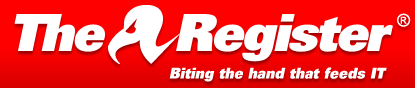 The Register®
Biting the hand that feeds IT